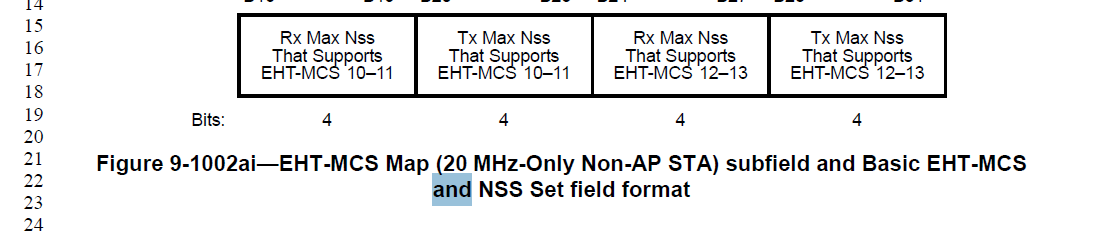 14
15
16
17
18
19
20
21
22
23
24
Rx Max Nss
That Supports
EHT-MCS 10–11
Tx Max Nss
That Supports
EHT-MCS 10–11
Rx Max Nss
That Supports
EHT-MCS 12–13
Tx Max Nss
That Supports
EHT-MCS 12–13
Bits: 4 4 4 4
Figure 9-1002ai—EHT-MCS Map (20 MHz-Only Non-AP STA) subfield and Basic EHT-MCS
and NSS Set field format